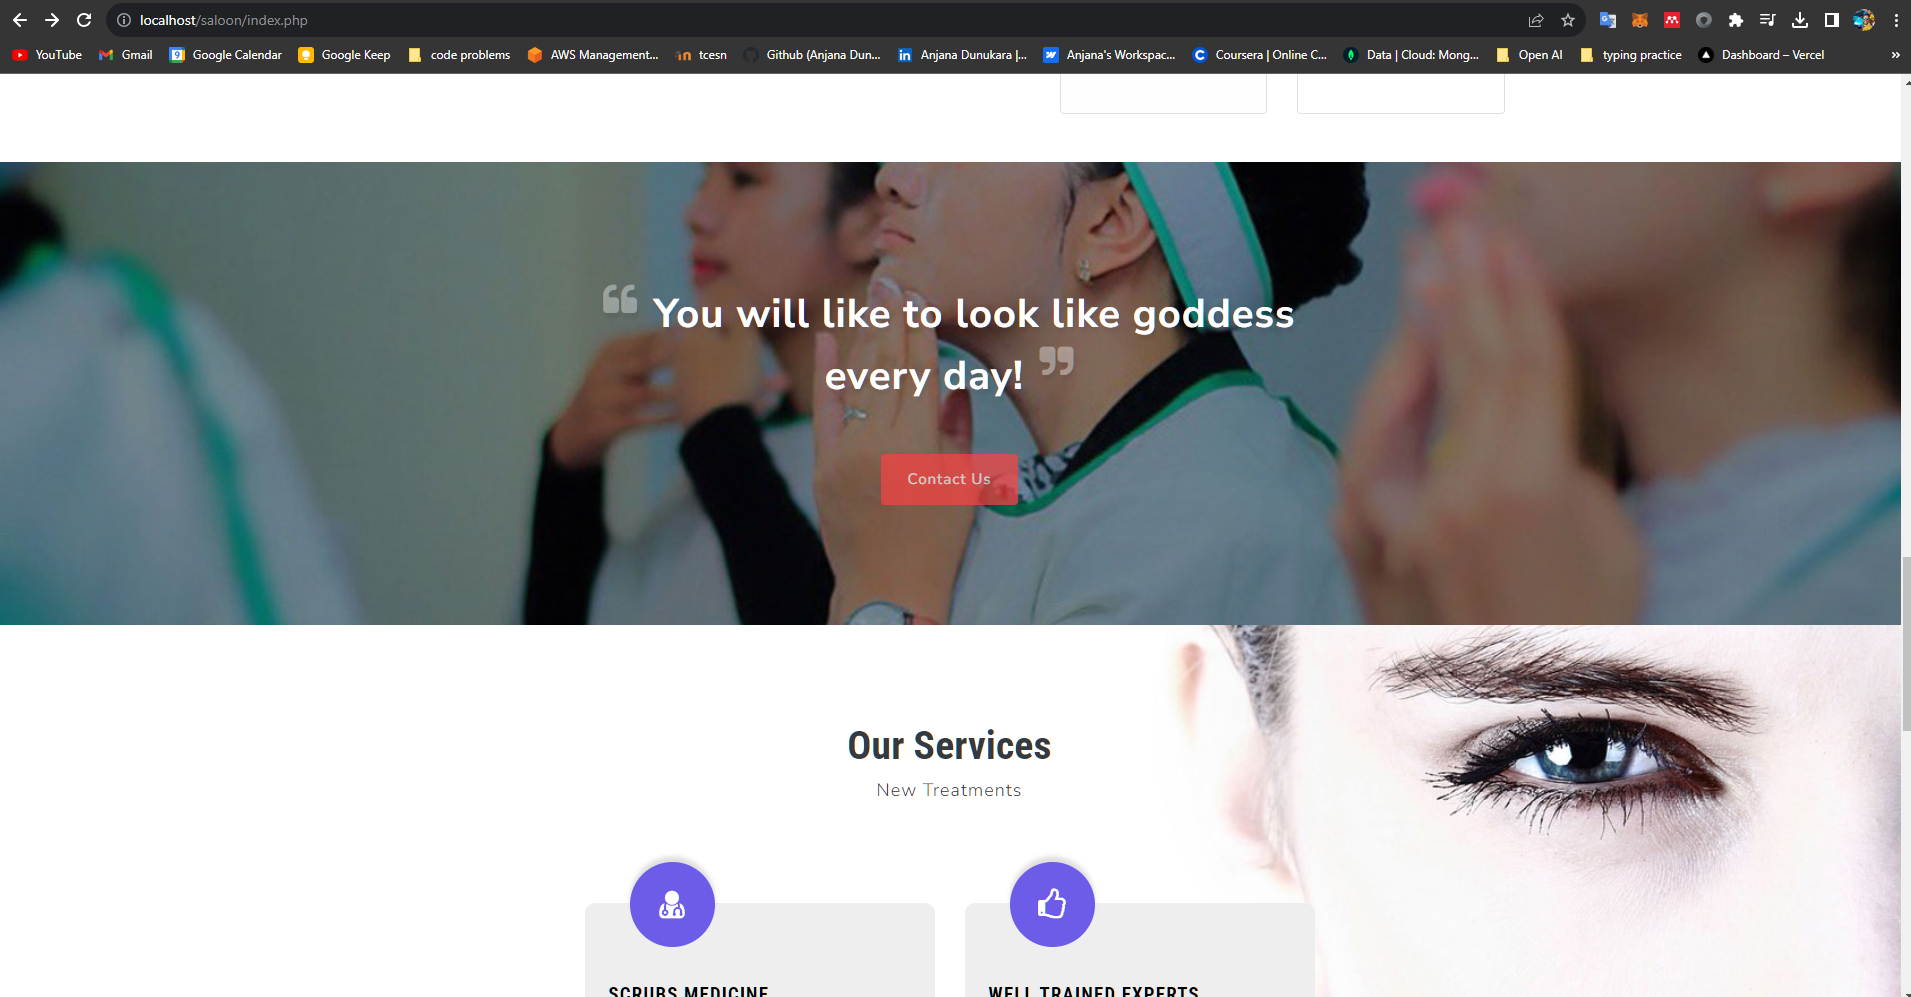 localhost/saloon/index.php
YouTube Gmail Google Calendar Google Keep code problems AWS Management... tcesn Github (Anjana Dun... Anjana Dunukara |... Anjana's Workspac... Coursera | Online C... Data | Cloud: Mong... Open AI typing practice Dashboard – Vercel »
“ You will like to look like goddess
every day! ”
Contact Us
Our Services
New Treatments
SCRUBS MEDICINE WELL TRAINED EXPERTS